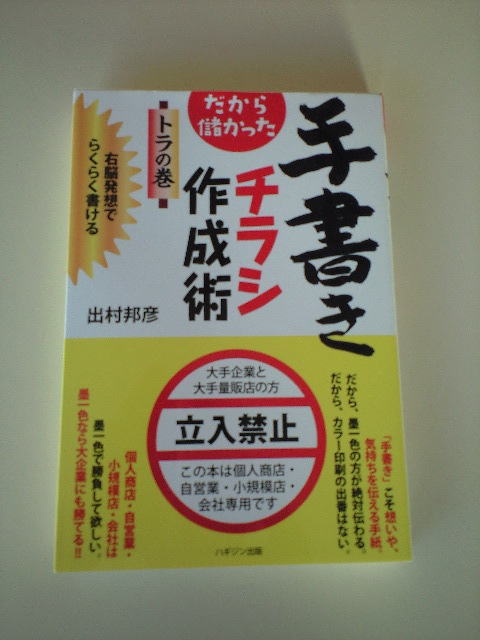 だから
儲かった
手書き
チラシ
作成術
トラの巻
右脳発想で
らくらく書ける
出村邦彦
大手企業と
大手量販店の方
立入禁止
この本は個人商店・
自営業・小規模店・
会社専用です
「手書き」こそ想いや、
気持ちを伝える手紙。
だから、墨一色の方が絶対伝わる。
だから、カラー印刷の出番はない。
個人商店・自営業・
小規模店・会社は
墨一色で勝負して欲しい。
墨一色なら大企業にも勝てる!!
ハギジン出版